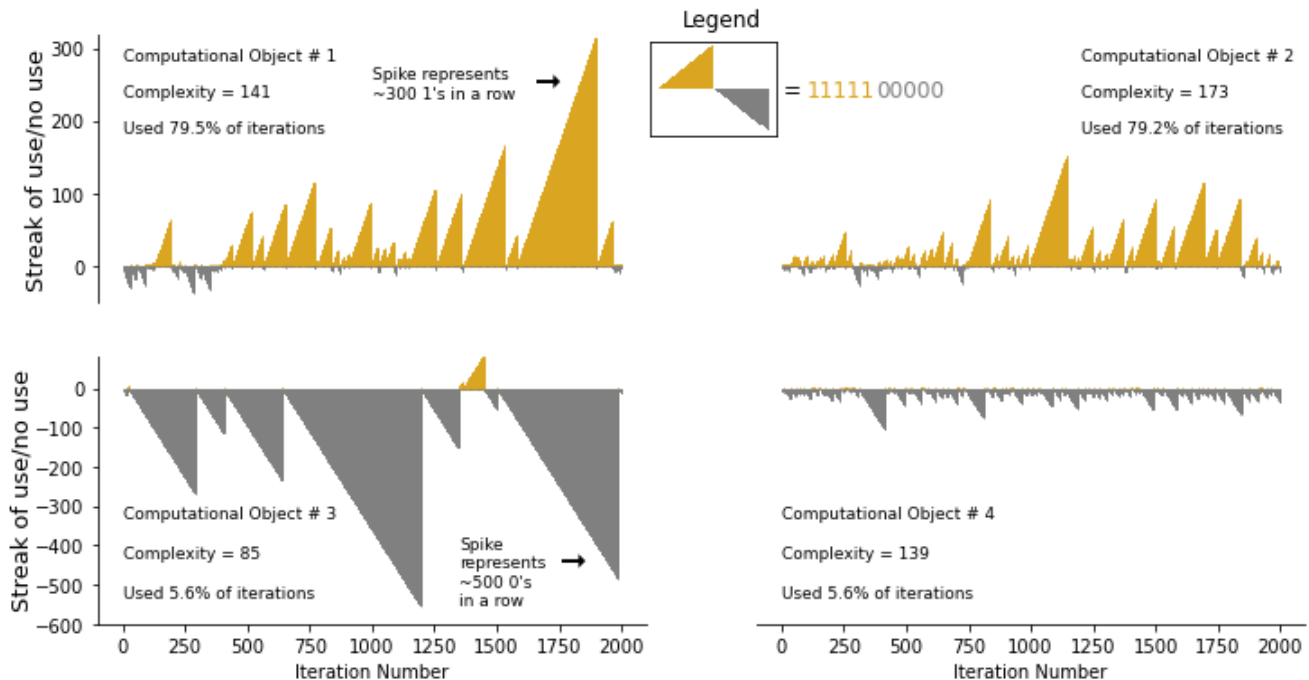 Legend
= 1111100000
Streak of use/no use
300
200
100
0
Computational Object # 1
Complexity = 141
Used 79.5% of iterations
Spike represents
~300 1's in a row
Computational Object # 2
Complexity = 173
Used 79.2% of iterations
Streak of use/no use
0
−100
−200
−300
−400
−500
−600
Computational Object # 3
Complexity = 85
Used 5.6% of iterations
Spike
represents
~500 0's
in a row
0 250 500 750 1000 1250 1500 1750 2000
Iteration Number
Computational Object # 4
Complexity = 139
Used 5.6% of iterations
0 250 500 750 1000 1250 1500 1750 2000
Iteration Number